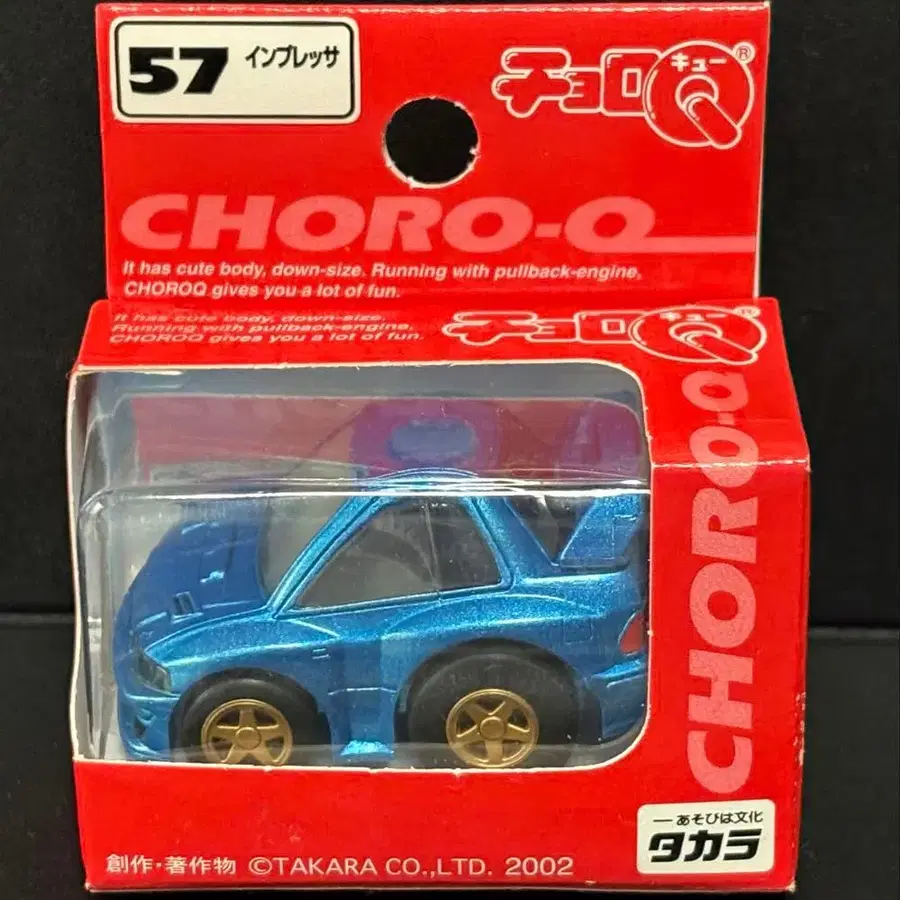 57 インプレッサ
チョロQ キュー ®
CHORO-Q
It has cute body, down-size. Running with pullback-engine.
CHOROQ gives you a lot of fun.
It has cute body, down-size.
Running with pullback-engine.
CHOROQ gives you a lot of fun.
チョロQ キュー ®
CHORO-Q
―あそびは文化
タカラ
創作・著作物 ©TAKARA CO.,LTD. 2002